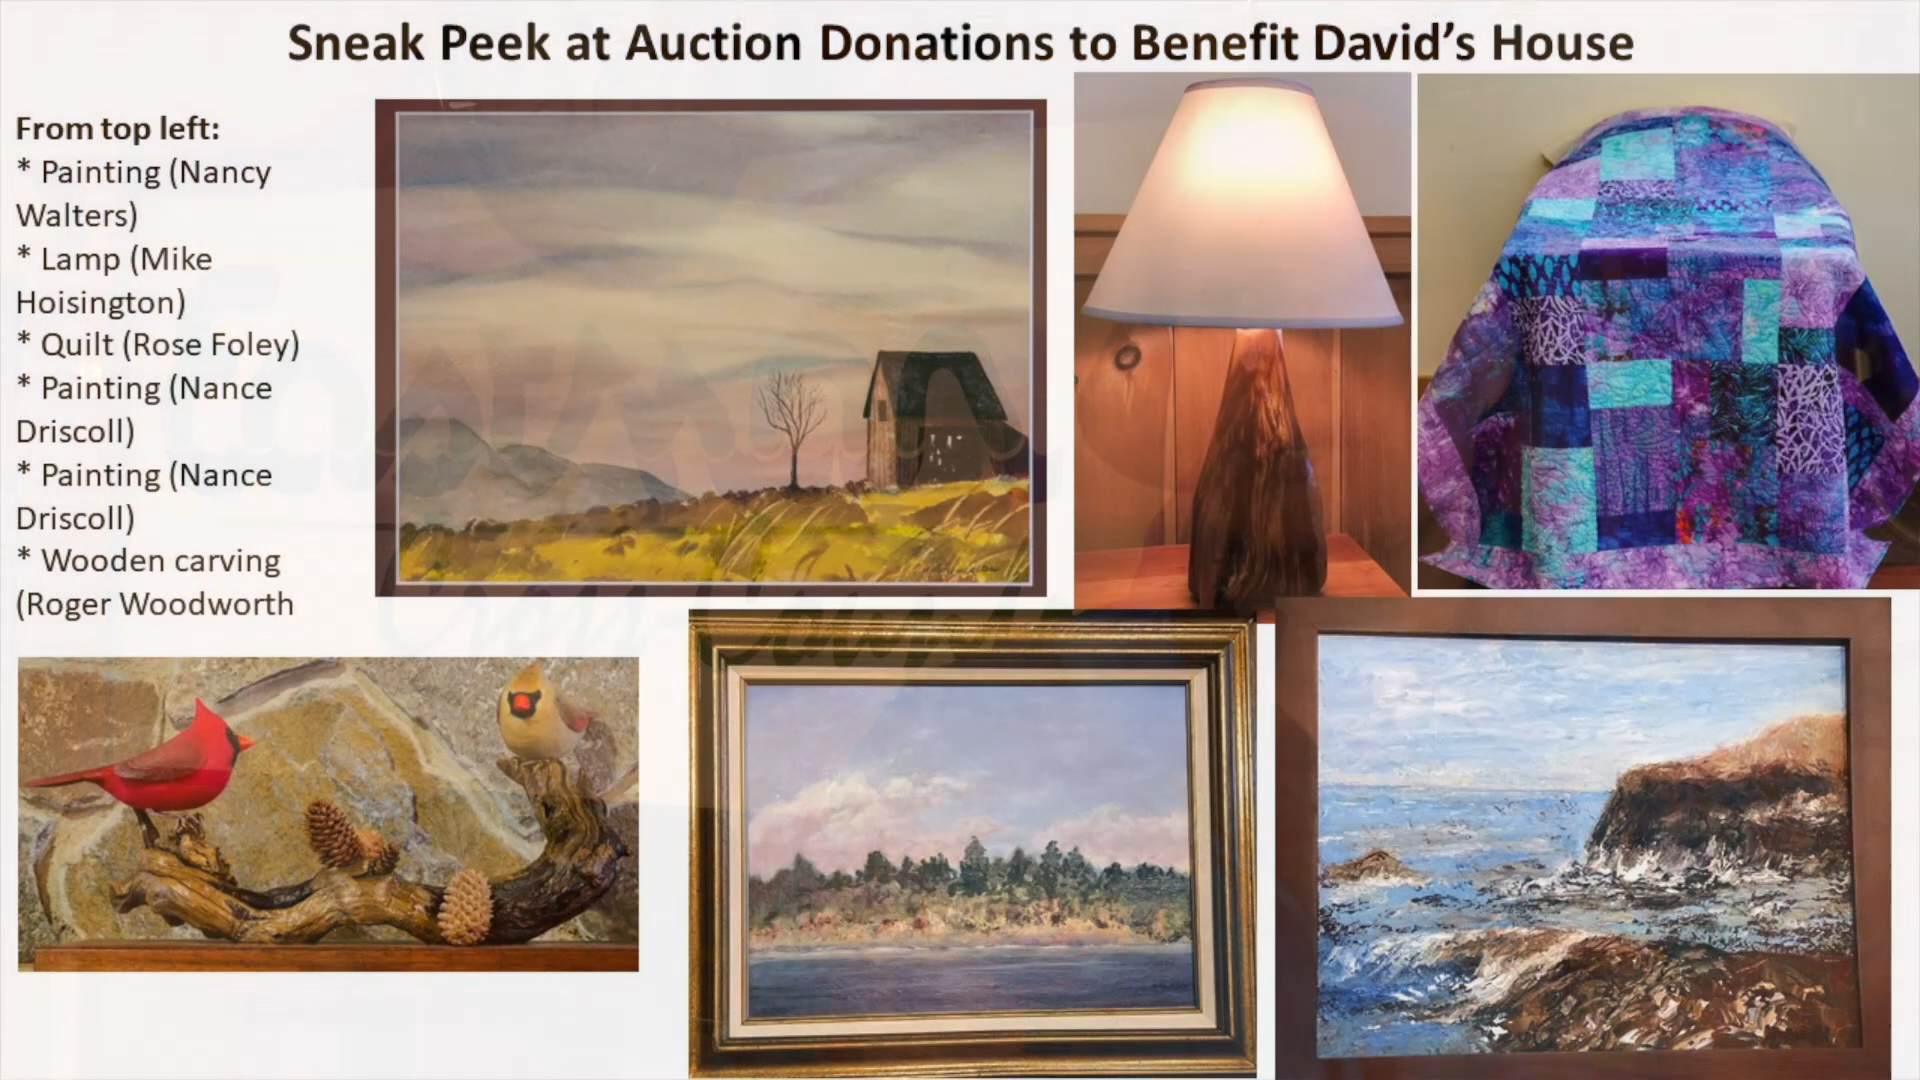 Sneak Peek at Auction Donations to Benefit David's House
From top left:
* Painting (Nancy
Walters)
* Lamp (Mike
Hoisington)
* Quilt (Rose Foley)
* Painting (Nance
Driscoll)
* Painting (Nance
Driscoll)
* Wooden carving
(Roger Woodworth